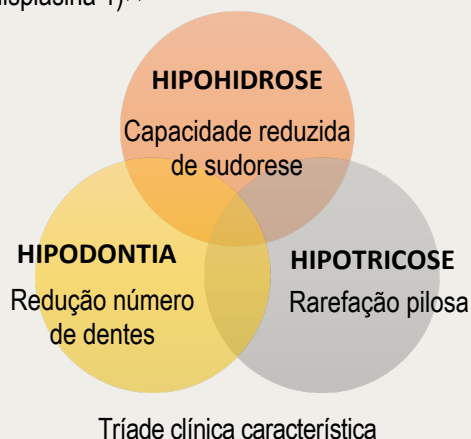 HIPOHIDROSE
Capacidade reduzida
de sudorese
HIPODONTIA
Redução número
de dentes
HIPOTRICOSE
Rarefação pilosa
Tríade clínica característica